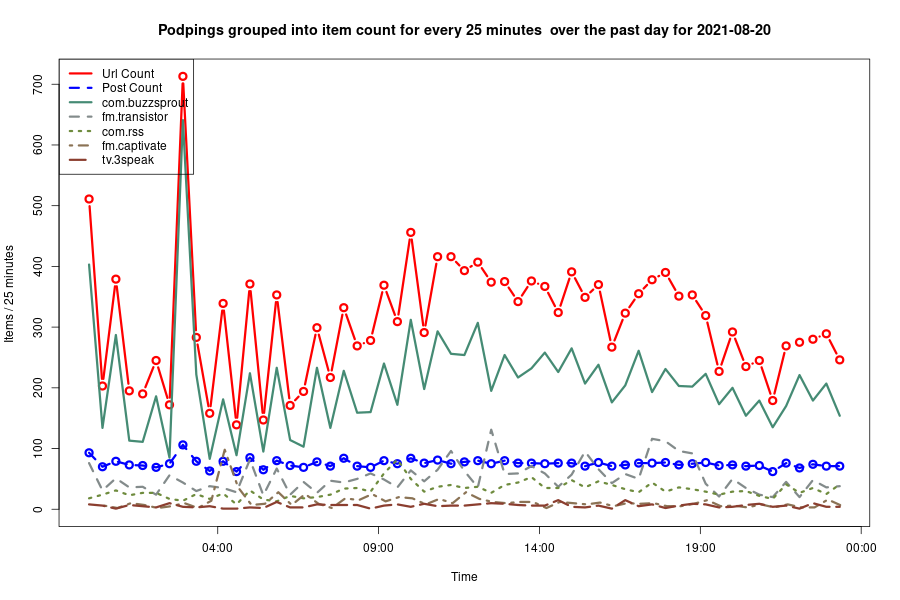 Podpings grouped into item count for every 25 minutes  over the past day for 2021-08-20
Url Count
Post Count
com.buzzsprout
fm.transistor
com.rss
fm.captivate
tv.3speak
700
600
500
400
300
200
100
0
Items / 25 minutes
04:00 09:00 14:00 19:00 00:00
Time